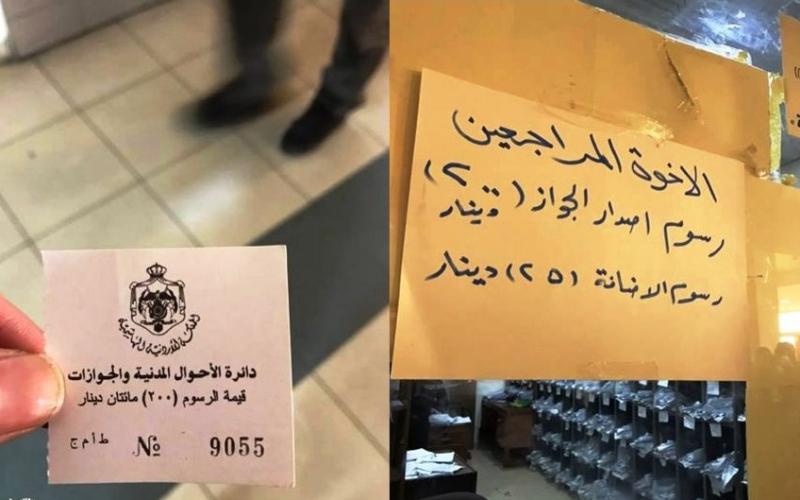 المملكة الأردنية الهاشمية
دائرة الأحوال المدنية والجوازات
قيمة الرسوم (٢٠٠) مائتان دينار
ط أ م ج № 9055
الاخوة المراجعين
رسوم اصدار الجواز (٢٠٠) دينار
رسوم الاضافة (٢٥) دينار